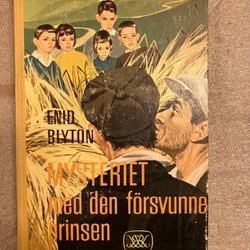 ENID
BLYTON
MYSTERIET
med den försvunne
prinsen